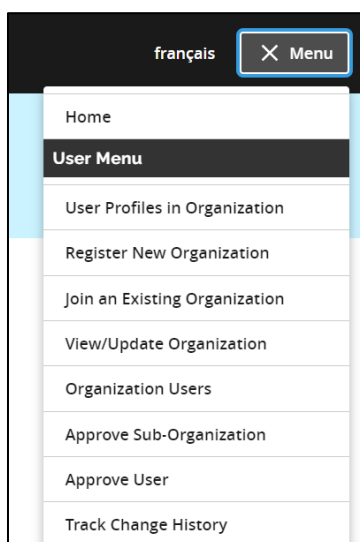 français
Menu
Home
User Menu
User Profiles in Organization
Register New Organization
Join an Existing Organization
View/Update Organization
Organization Users
Approve Sub-Organization
Approve User
Track Change History